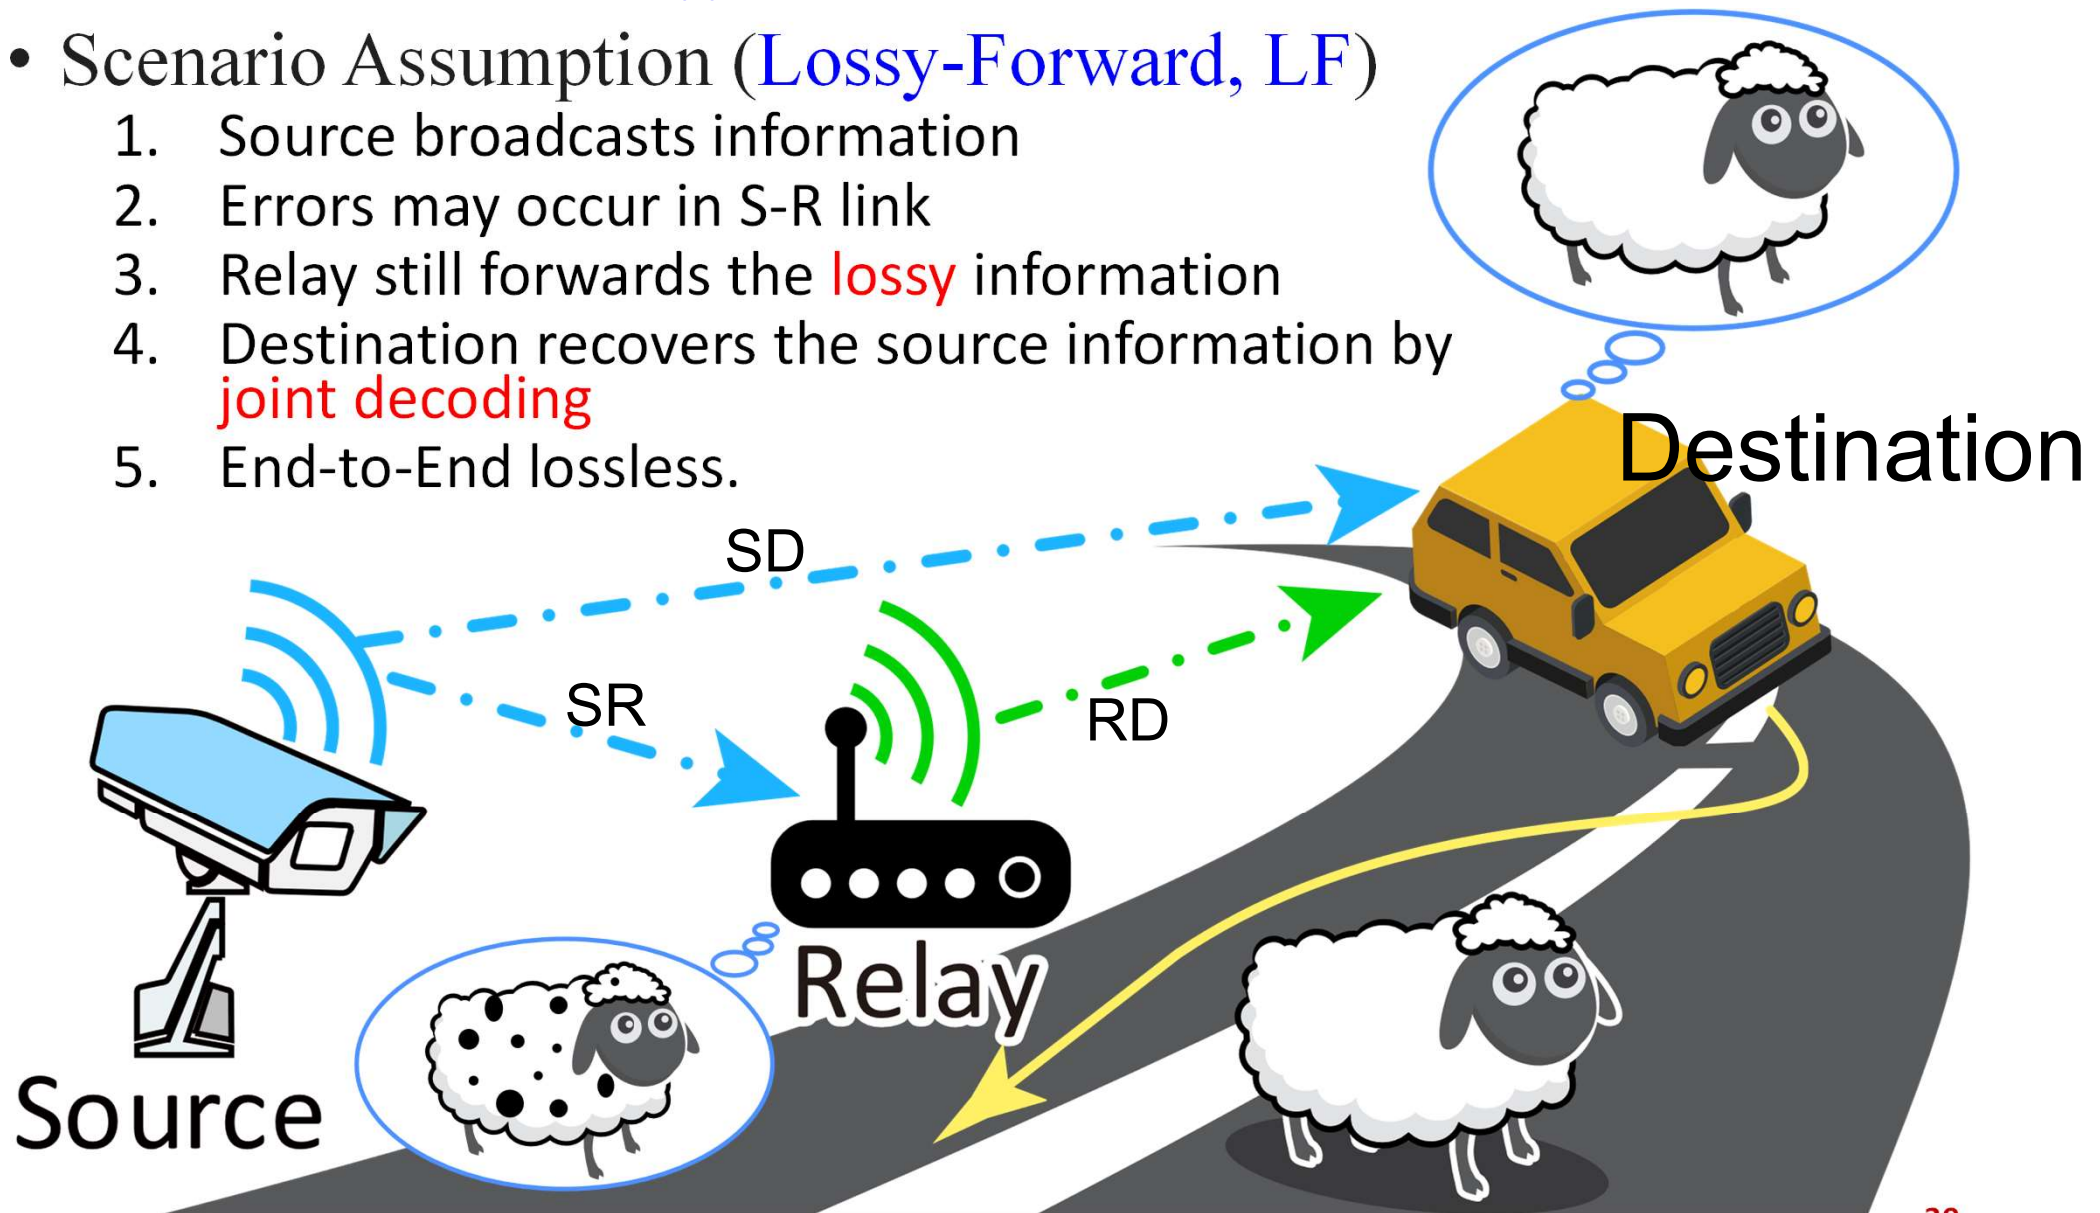 • Scenario Assumption (Lossy-Forward, LF)
1. Source broadcasts information
2. Errors may occur in S-R link
3. Relay still forwards the lossy information
4. Destination recovers the source information by
joint decoding
5. End-to-End lossless.
Destination
SD
SR
RD
Relay
Source